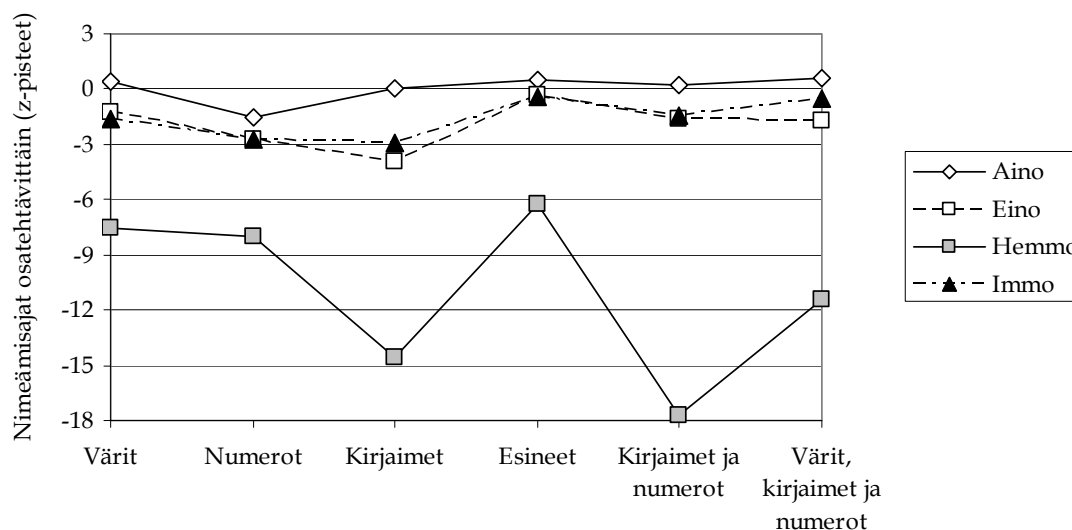 Nimeämisajat osatehtävittäin (z-pisteet)
3
0
-3
-6
-9
-12
-15
-18
Värit
Numerot
Kirjaimet
Esineet
Kirjaimet ja
numerot
Värit,
kirjaimet ja
numerot
Aino
Eino
Hemmo
Immo